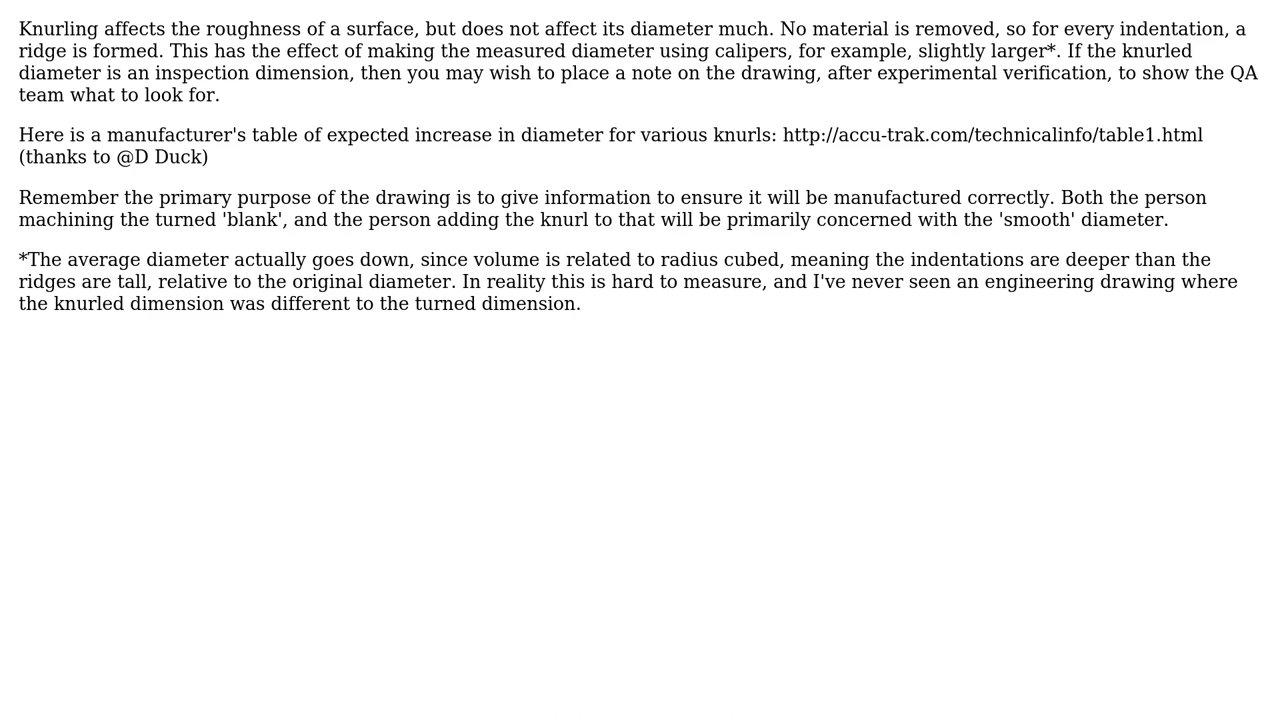 Knurling affects the roughness of a surface, but does not affect its diameter much. No material is removed, so for every indentation, a
ridge is formed. This has the effect of making the measured diameter using calipers, for example, slightly larger*. If the knurled
diameter is an inspection dimension, then you may wish to place a note on the drawing, after experimental verification, to show the QA
team what to look for.
Here is a manufacturer's table of expected increase in diameter for various knurls: http://accu-trak.com/technicalinfo/table1.html
(thanks to @D Duck)
Remember the primary purpose of the drawing is to give information to ensure it will be manufactured correctly. Both the person
machining the turned 'blank', and the person adding the knurl to that will be primarily concerned with the 'smooth' diameter.
*The average diameter actually goes down, since volume is related to radius cubed, meaning the indentations are deeper than the
ridges are tall, relative to the original diameter. In reality this is hard to measure, and I've never seen an engineering drawing where
the knurled dimension was different to the turned dimension.